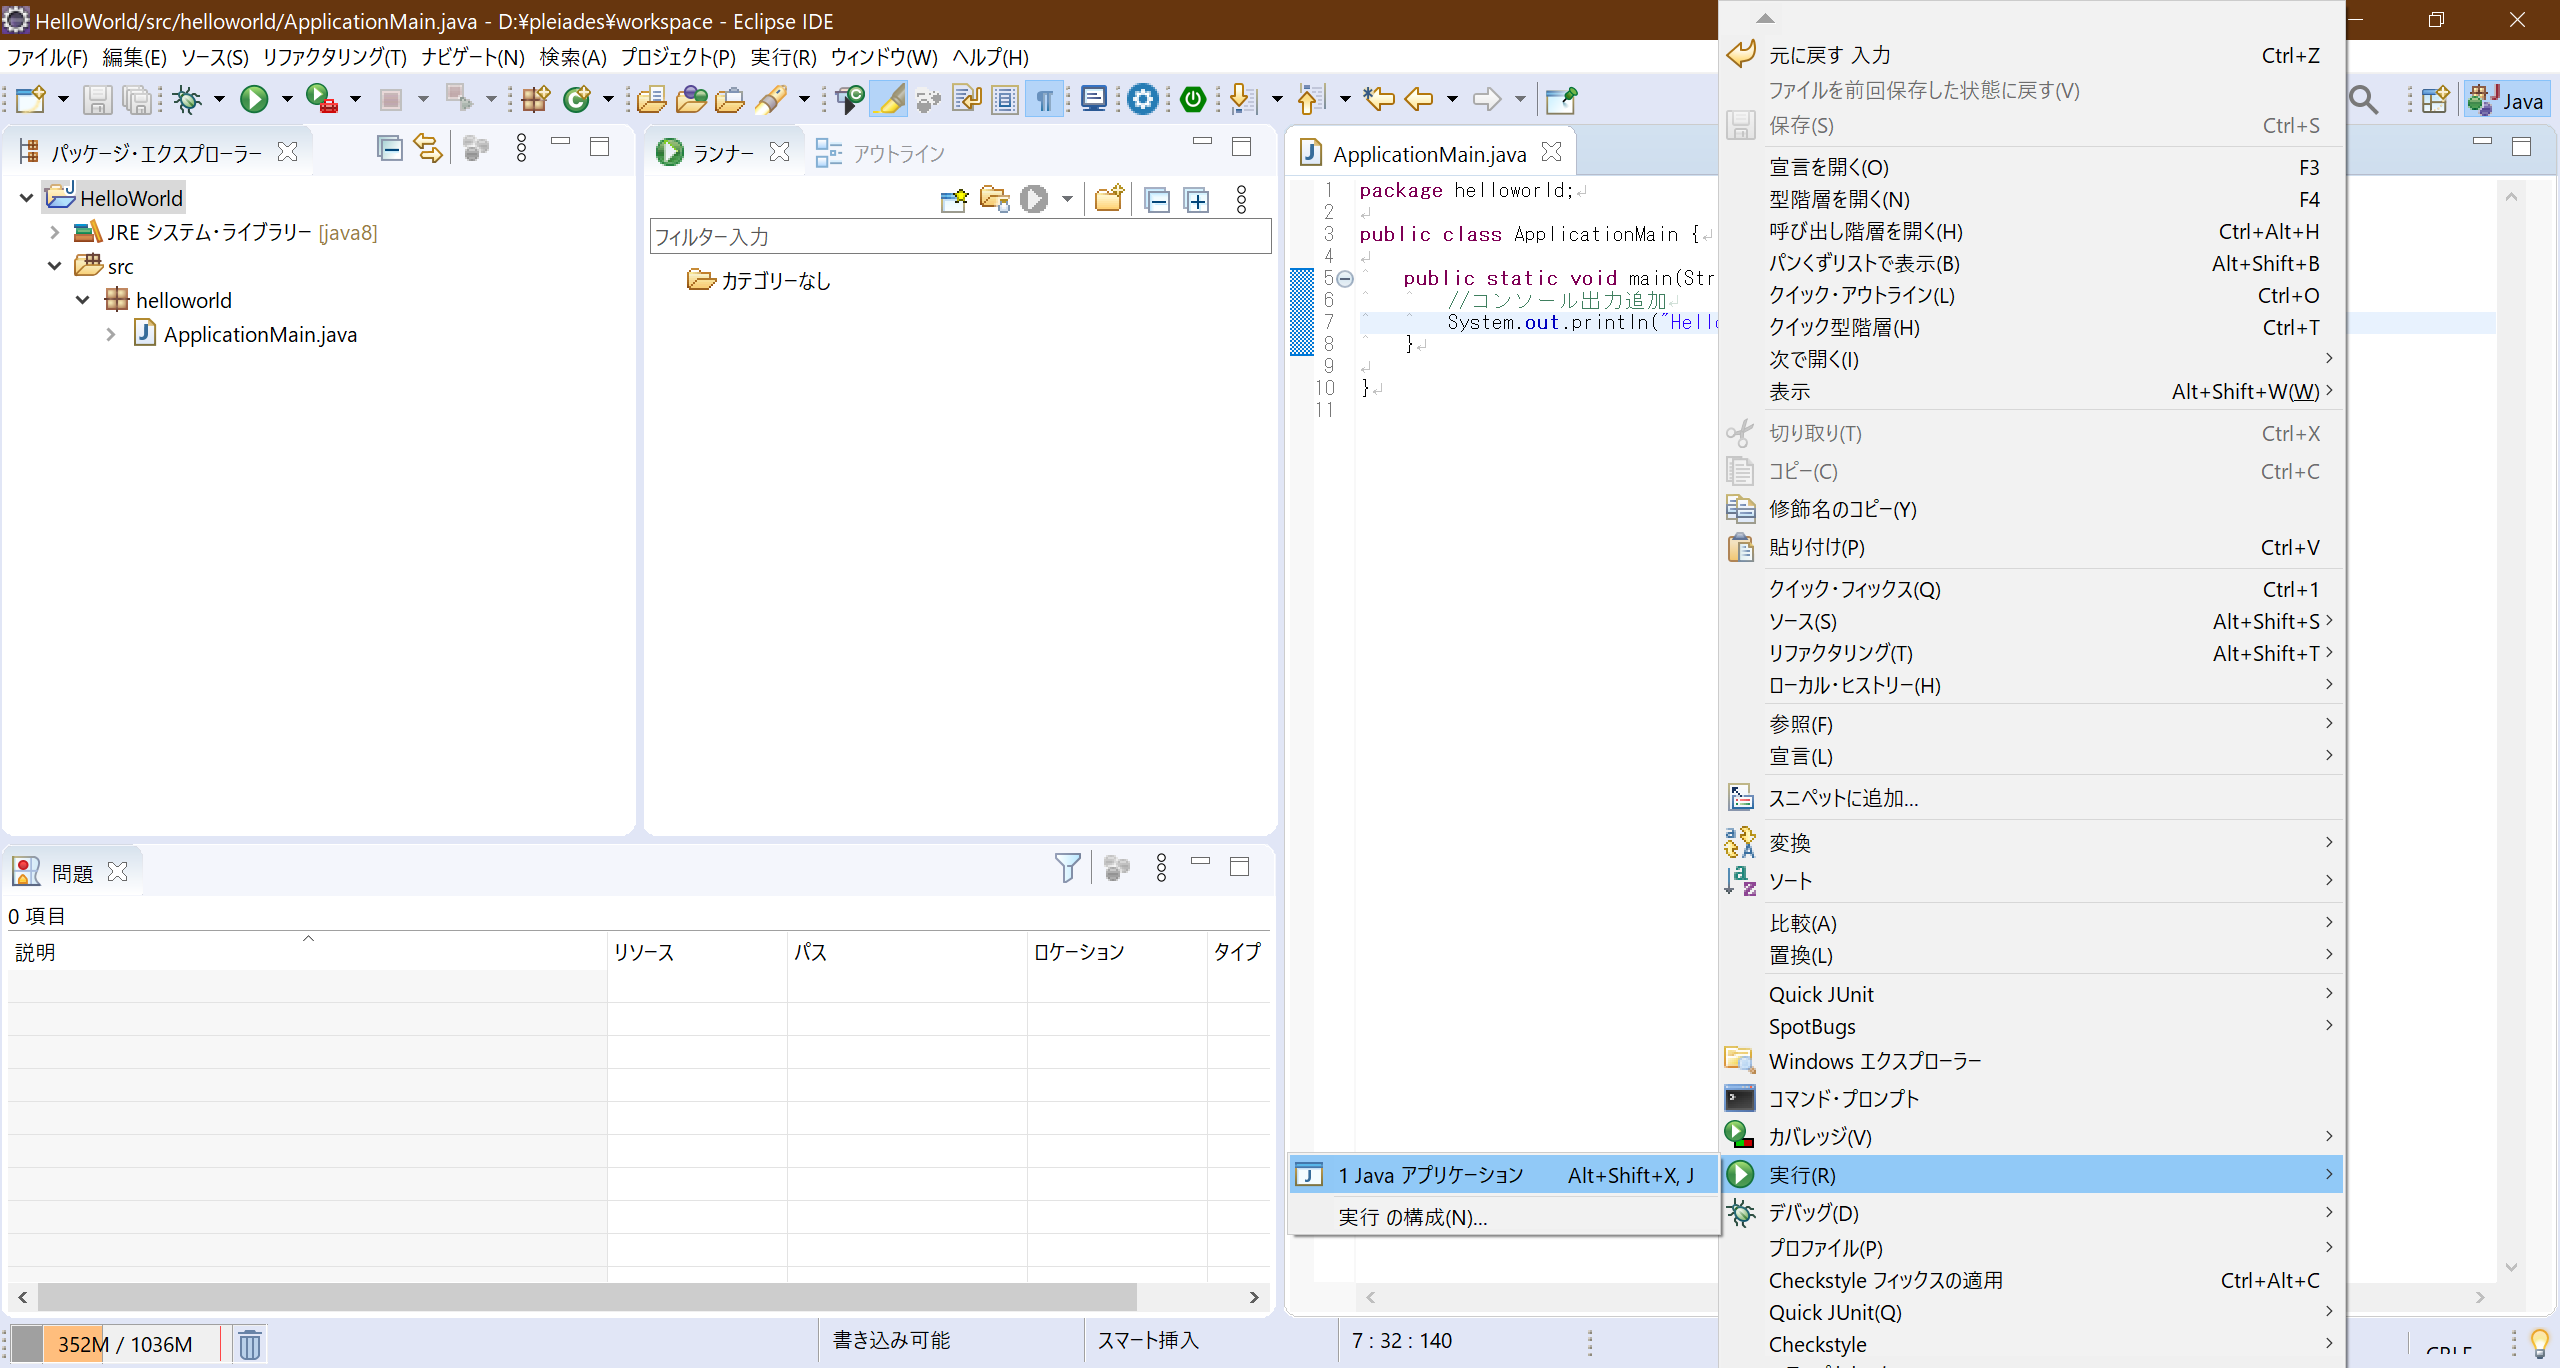 HelloWorld/src/helloworld/ApplicationMain.java - D:¥pleiades¥workspace - Eclipse IDE
ファイル(F) 編集(E) ソース(S) リファクタリング(T) ナビゲート(N) 検索(A) プロジェクト(P) 実行(R) ウィンドウ(W) ヘルプ(H)
Java
パッケージ・エクスプローラー
HelloWorld
JRE システム・ライブラリー [java8]
src
helloworld
ApplicationMain.java
ランナー
アウトライン
フィルター入力
カテゴリーなし
ApplicationMain.java
1 package helloworld;
2
3 public class ApplicationMain {
4
5 public static void main(Str
6 //コンソール出力追加
7 System.out.println("Hell
8 }
9
10 }
11
元に戻す 入力 Ctrl+Z
ファイルを前回保存した状態に戻す(V)
保存(S) Ctrl+S
宣言を開く(O) F3
型階層を開く(N) F4
呼び出し階層を開く(H) Ctrl+Alt+H
パンくずリストで表示(B) Alt+Shift+B
クイック・アウトライン(L) Ctrl+O
クイック型階層(H) Ctrl+T
次で開く(I)
表示 Alt+Shift+W(W)
切り取り(T) Ctrl+X
コピー(C) Ctrl+C
修飾名のコピー(Y)
貼り付け(P) Ctrl+V
クイック・フィックス(Q) Ctrl+1
ソース(S) Alt+Shift+S
リファクタリング(T) Alt+Shift+T
ローカル・ヒストリー(H)
参照(F)
宣言(L)
スニペットに追加...
変換
ソート
比較(A)
置換(L)
Quick JUnit
SpotBugs
Windows エクスプローラー
コマンド・プロンプト
カバレッジ(V)
実行(R)
デバッグ(D)
プロファイル(P)
Checkstyle フィックスの適用 Ctrl+Alt+C
Quick JUnit(Q)
Checkstyle
1 Java アプリケーション Alt+Shift+X, J
実行 の構成(N)...
問題
0 項目
説明 リソース パス ロケーション タイプ
352M / 1036M
書き込み可能
スマート挿入
7 : 32 : 140